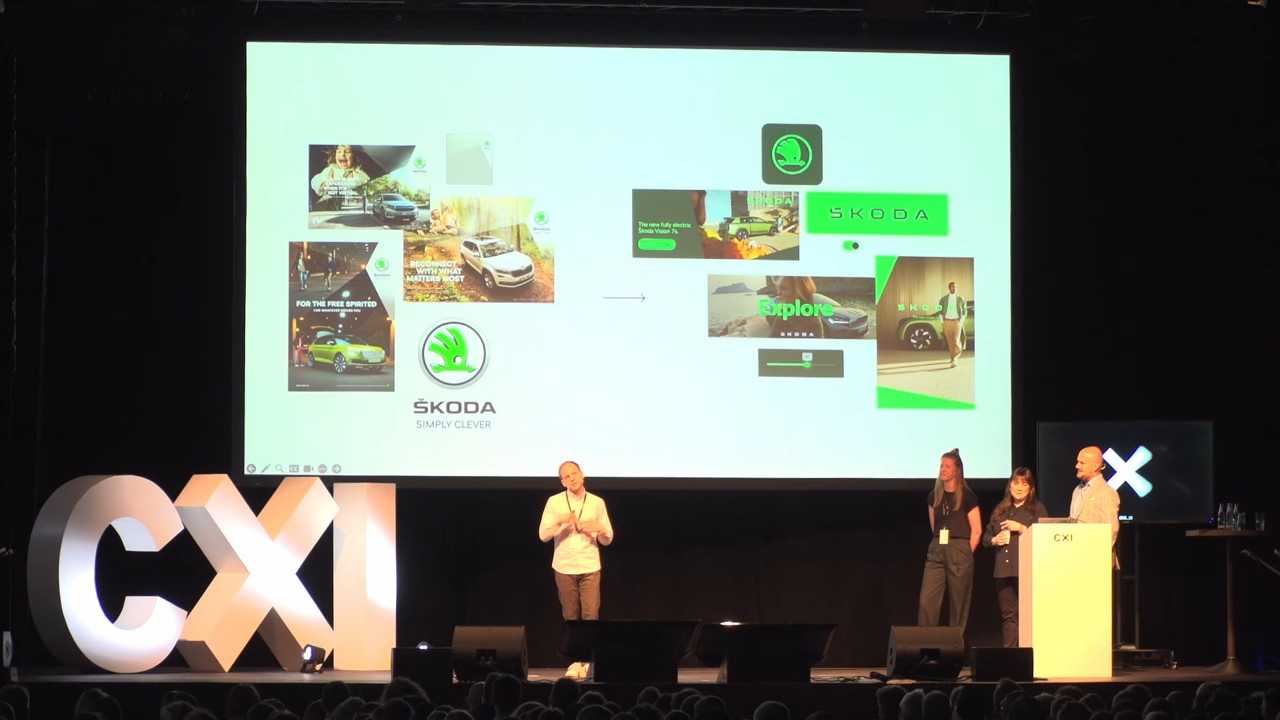 FOR THE FREE SPIRITED
RECONNECT
WITH WHAT
MATTERS MOST
ŠKODA
SIMPLY CLEVER
ŠKODA
The new fully electric
Škoda Vision 7s.
ŠKODA
Explore
ŠKODA
CXI
CXI